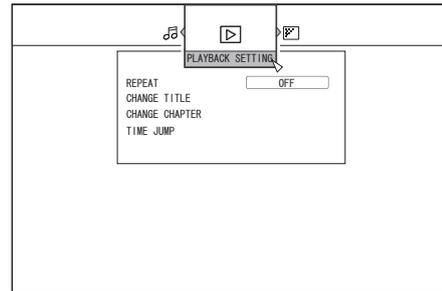 PLAYBACK SETTING
REPEAT OFF
CHANGE TITLE
CHANGE CHAPTER
TIME JUMP